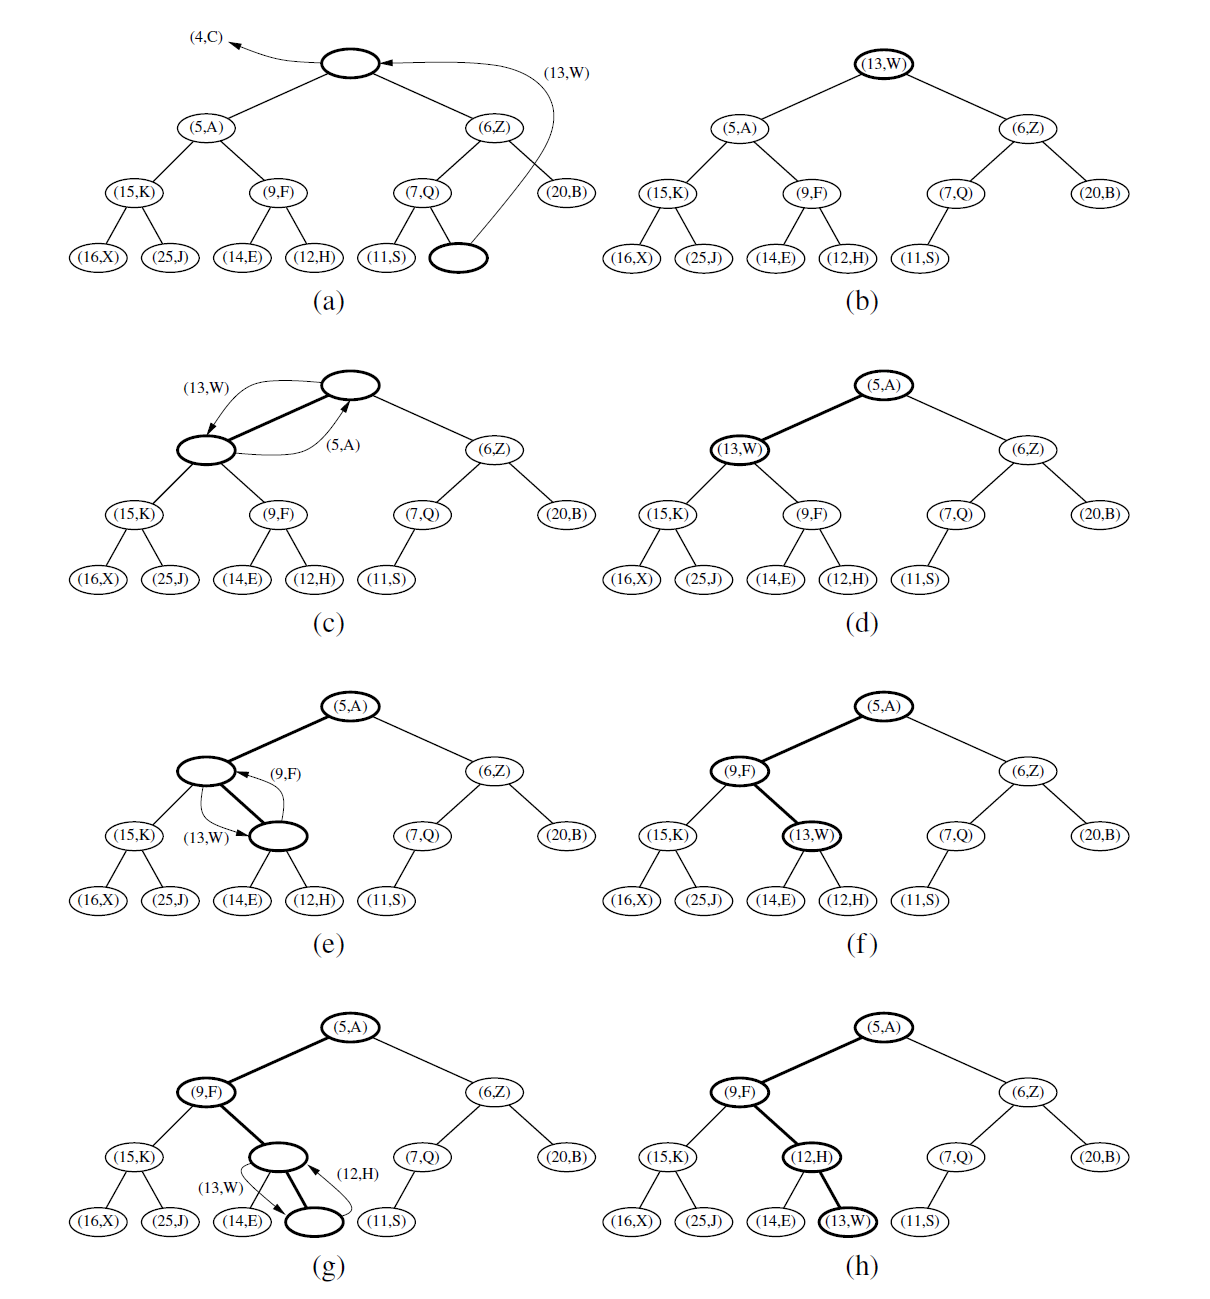 (4,C)
(13,W)
(5,A) (6,Z)
(15,K) (9,F) (7,Q) (20,B)
(16,X) (25,J) (14,E) (12,H) (11,S)
(a)
(13,W)
(5,A) (6,Z)
(15,K) (9,F) (7,Q) (20,B)
(16,X) (25,J) (14,E) (12,H) (11,S)
(b)
(13,W)
(5,A) (6,Z)
(15,K) (9,F) (7,Q) (20,B)
(16,X) (25,J) (14,E) (12,H) (11,S)
(c)
(5,A)
(13,W) (6,Z)
(15,K) (9,F) (7,Q) (20,B)
(16,X) (25,J) (14,E) (12,H) (11,S)
(d)
(5,A)
(9,F) (6,Z)
(15,K) (13,W) (7,Q) (20,B)
(16,X) (25,J) (14,E) (12,H) (11,S)
(e)
(5,A)
(9,F) (6,Z)
(15,K) (13,W) (7,Q) (20,B)
(16,X) (25,J) (14,E) (12,H) (11,S)
(f)
(5,A)
(9,F) (6,Z)
(15,K) (7,Q) (20,B)
(13,W) (12,H)
(16,X) (25,J) (14,E) (11,S)
(g)
(5,A)
(9,F) (6,Z)
(15,K) (12,H) (7,Q) (20,B)
(16,X) (25,J) (14,E) (13,W) (11,S)
(h)